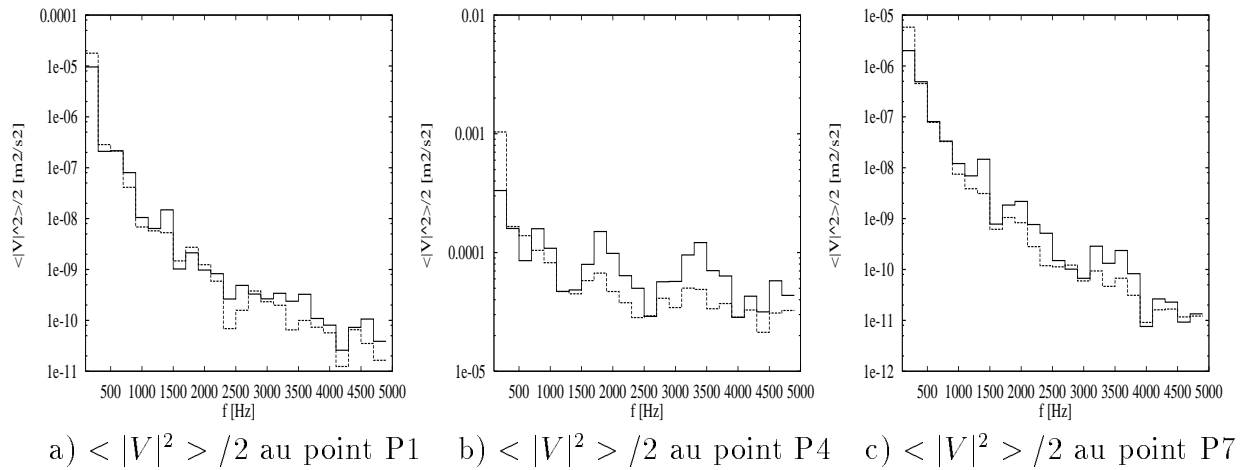 0.0001
1e-05
1e-06
1e-07
1e-08
1e-09
1e-10
1e-11
<|V|^2>/2 [m2/s2]
500 1000 1500 2000 2500 3000 3500 4000 4500 5000
f [Hz]
a) < |V|² > /2 au point P1
0.01
0.001
0.0001
1e-05
<|V|^2>/2 [m2/s2]
500 1000 1500 2000 2500 3000 3500 4000 4500 5000
f [Hz]
b) < |V|² > /2 au point P4
1e-05
1e-06
1e-07
1e-08
1e-09
1e-10
1e-11
1e-12
<|V|^2>/2 [m2/s2]
500 1000 1500 2000 2500 3000 3500 4000 4500 5000
f [Hz]
c) < |V|² > /2 au point P7